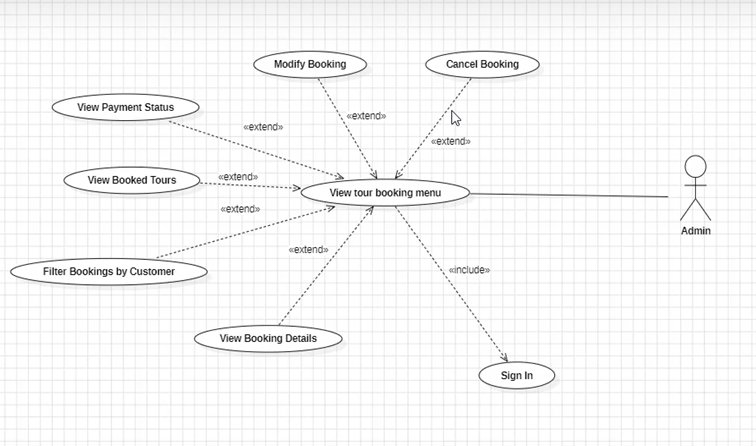 Modify Booking
Cancel Booking
View Payment Status
«extend»
«extend»
«extend»
View Booked Tours
«extend»
View tour booking menu
«extend»
Admin
«extend»
Filter Bookings by Customer
«include»
View Booking Details
Sign In